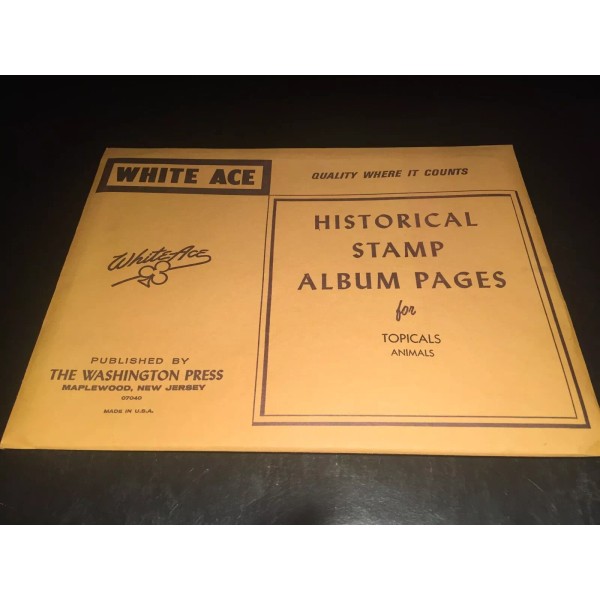 WHITE ACE
QUALITY WHERE IT COUNTS
White Ace
PUBLISHED BY
THE WASHINGTON PRESS
MAPLEWOOD, NEW JERSEY
07040
MADE IN U.S.A.
HISTORICAL
STAMP
ALBUM PAGES
for
TOPICALS
ANIMALS